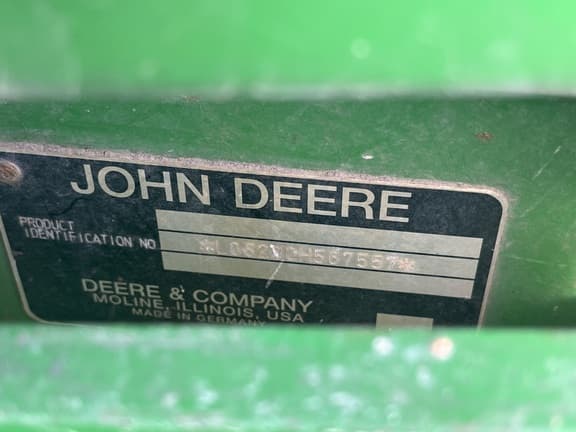 JOHN DEERE
PRODUCT
IDENTIFICATION NO
DEERE & COMPANY
MOLINE, ILLINOIS, USA
MADE IN GERMANY